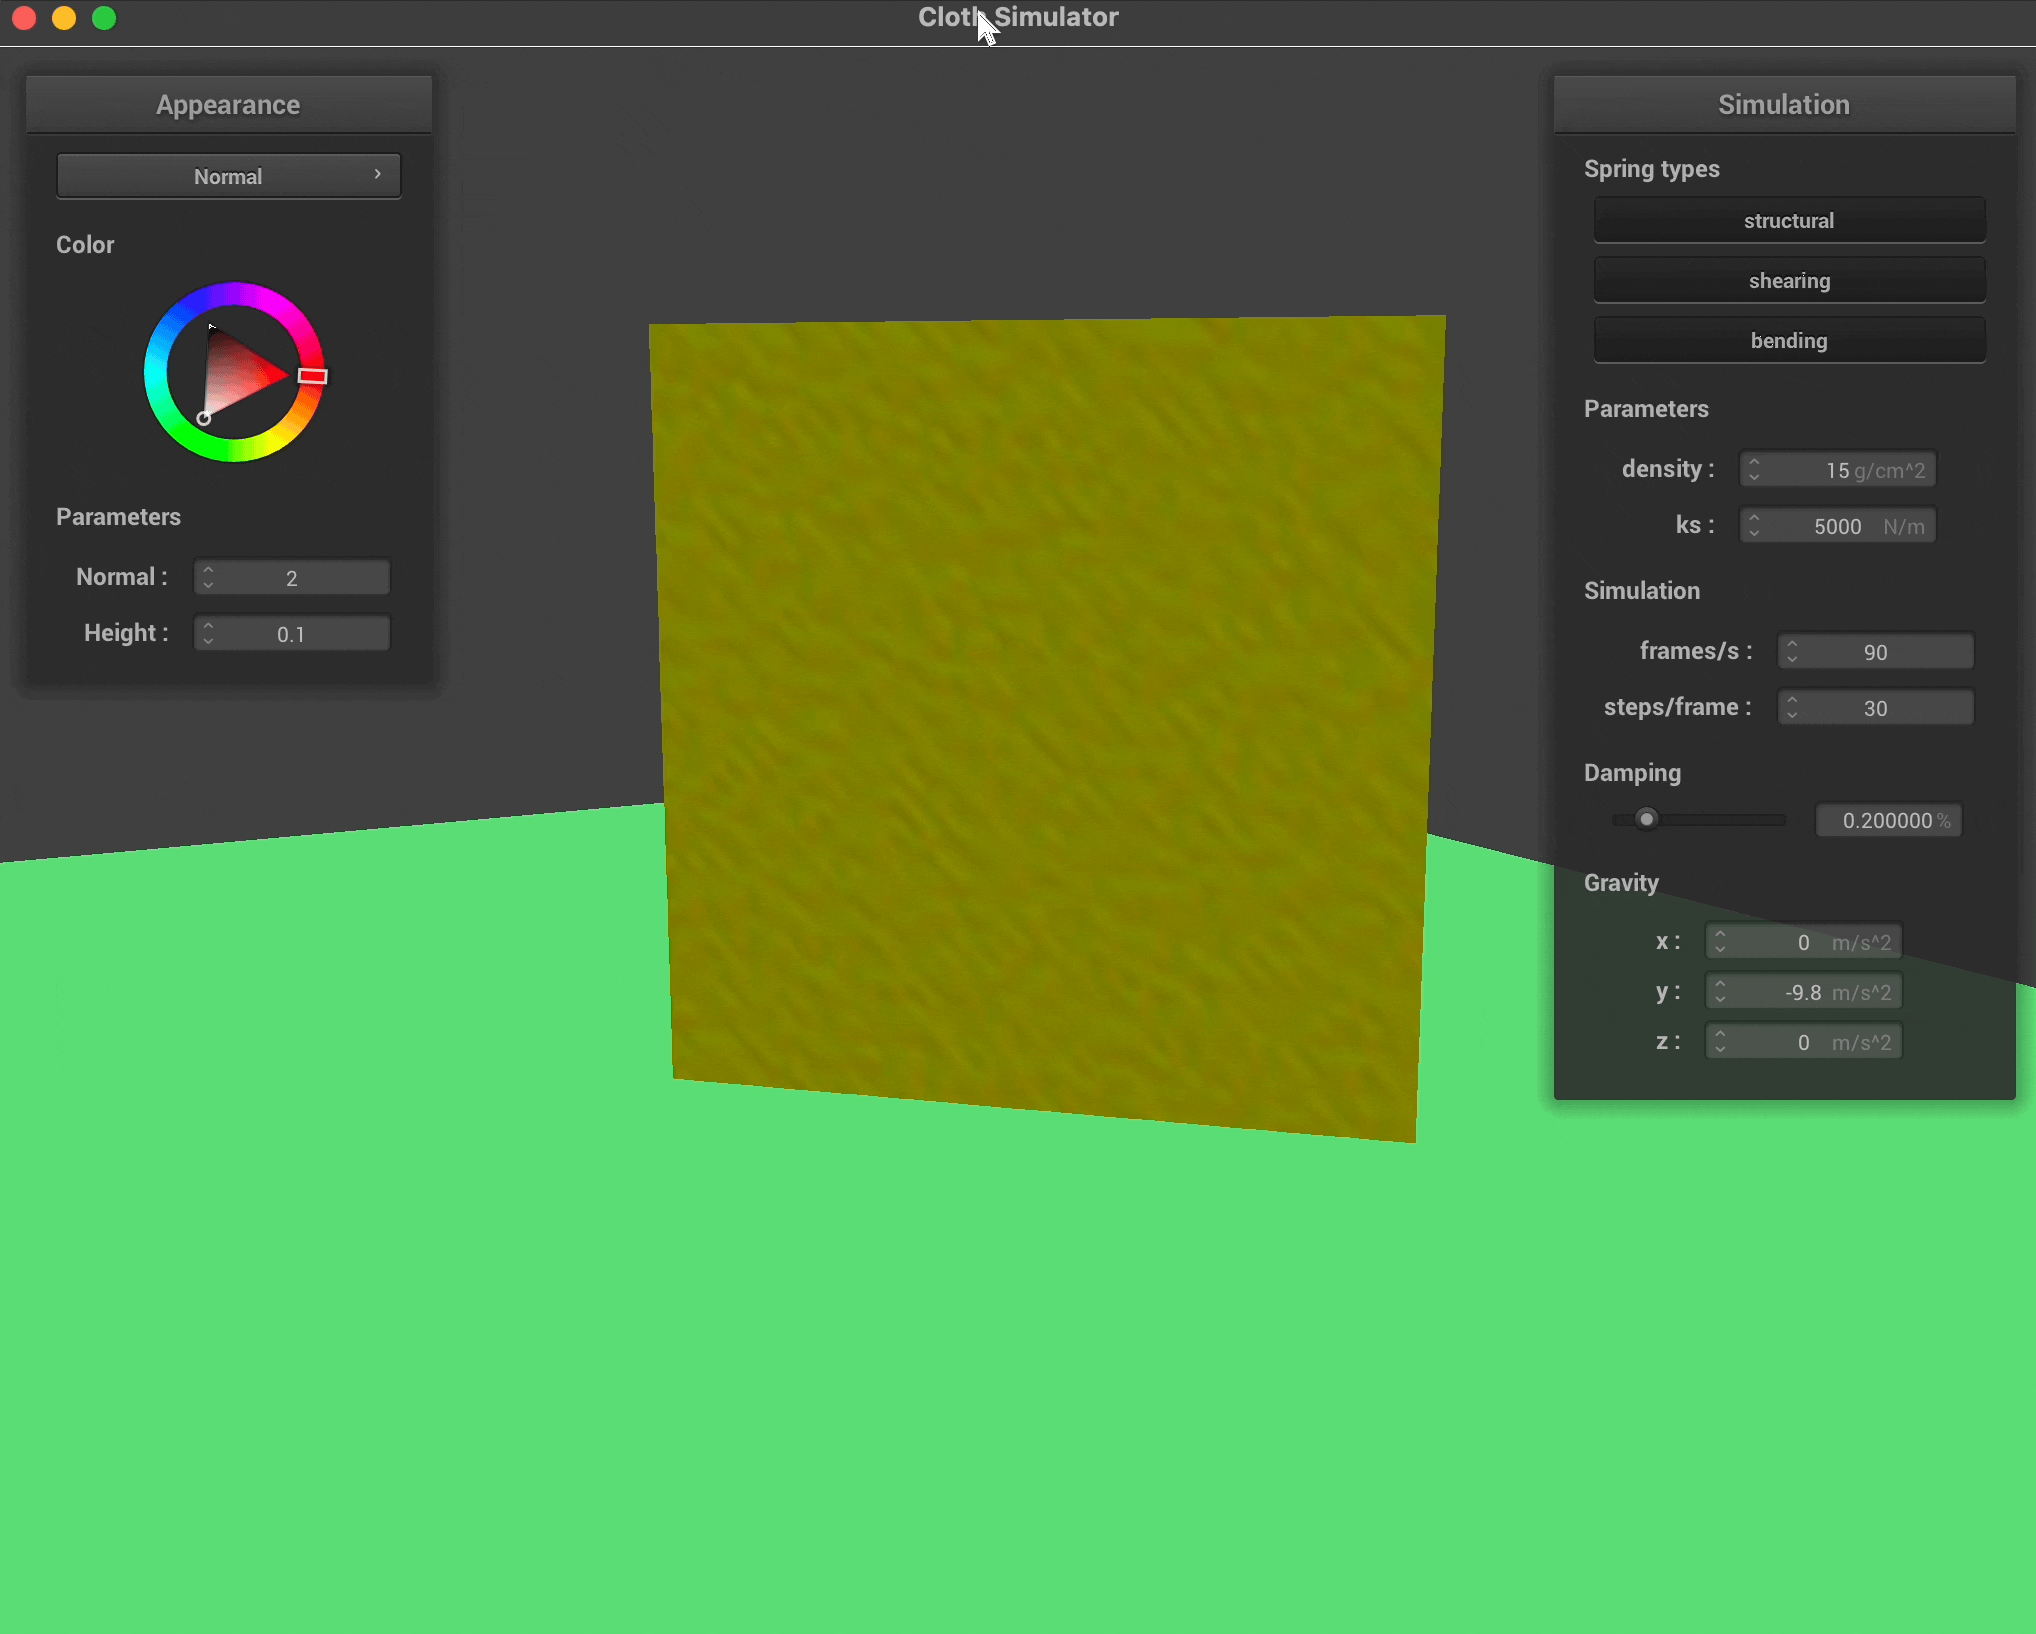 Cloth Simulator
Appearance
Normal
Color
Parameters
Normal : 2
Height : 0.1
Simulation
Spring types
structural
shearing
bending
Parameters
density : 15 g/cm^2
ks : 5000 N/m
Simulation
frames/s : 90
steps/frame : 30
Damping
0.200000 %
Gravity
x : 0 m/s^2
y : -9.8 m/s^2
z : 0 m/s^2